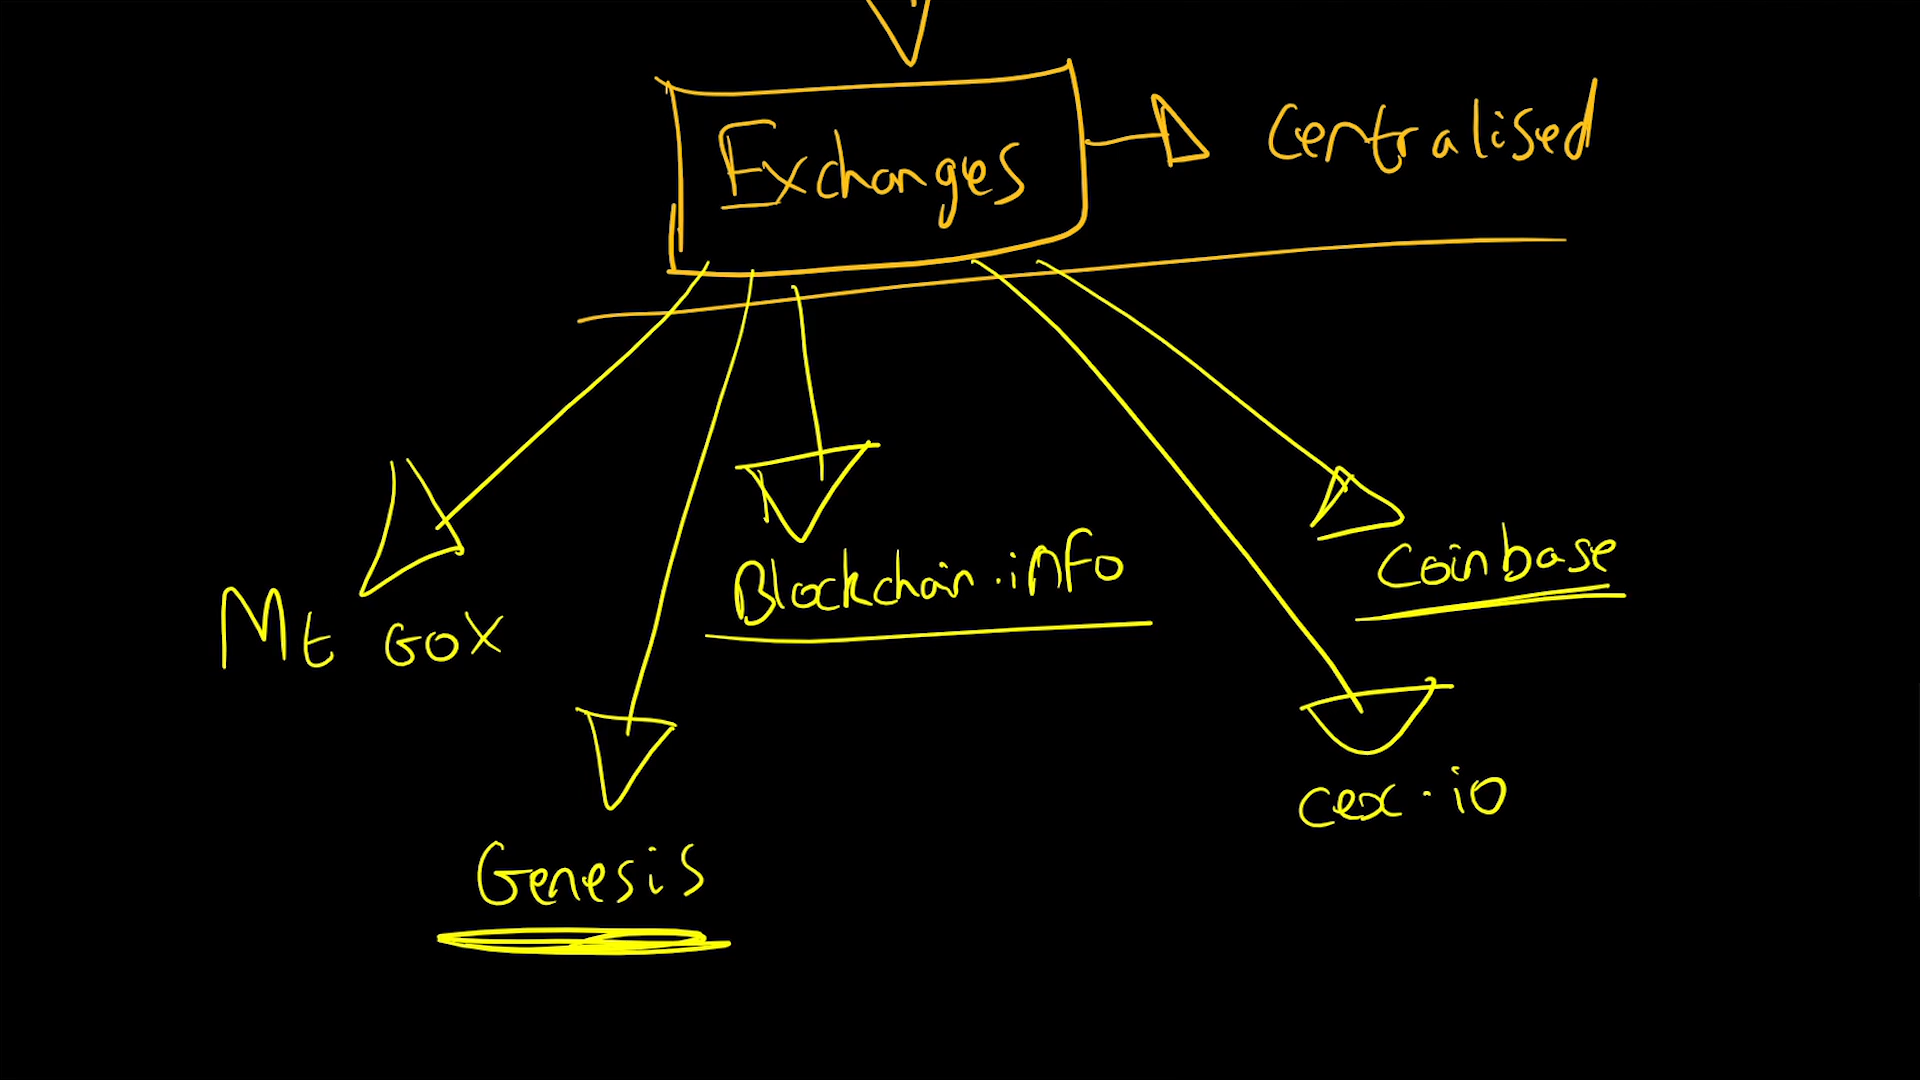 Exchanges
Centralised
Mt Gox
Blockchain.info
Coinbase
Genesis
cex.io